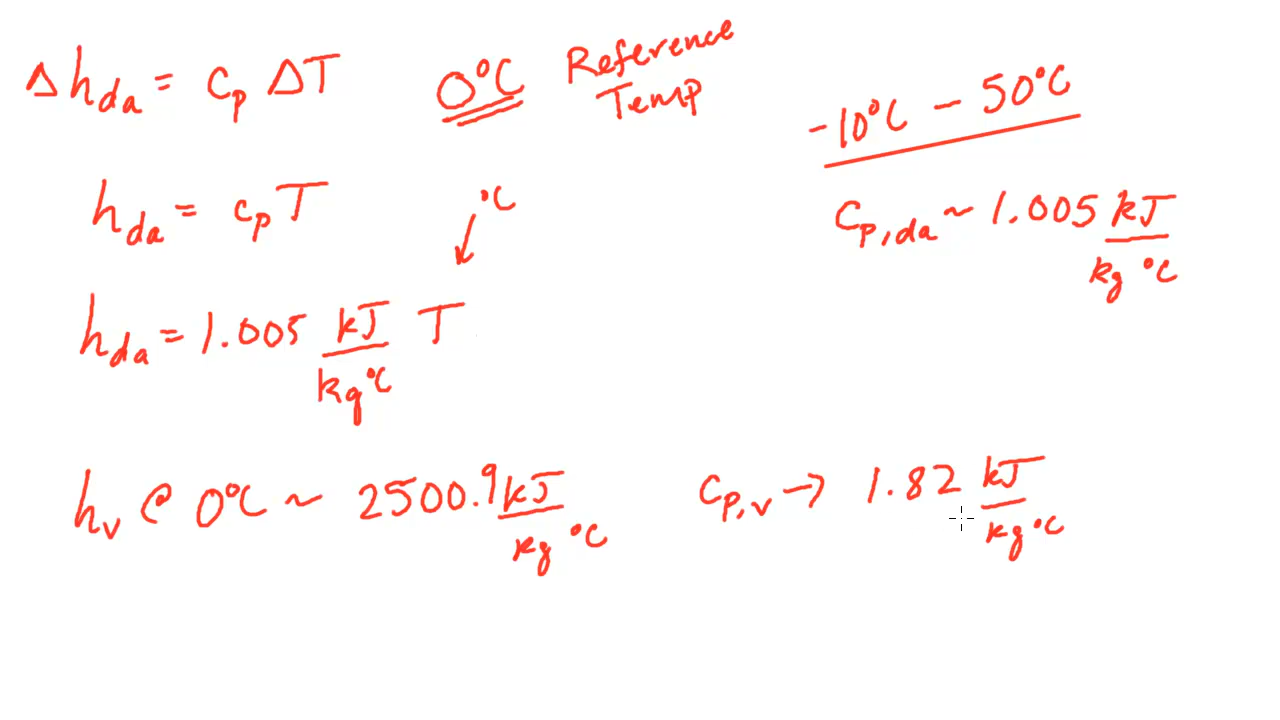 Δh_da = c_p ΔT
0°C
Reference
Temp
-10°C - 50°C
h_da = c_p T
°C
C_p,da ~ 1.005 kJ/kg °C
h_da = 1.005 kJ/kg°C T
h_v @ 0°C ~ 2500.9 kJ/kg °C
C_p,v → 1.82 kJ/kg °C